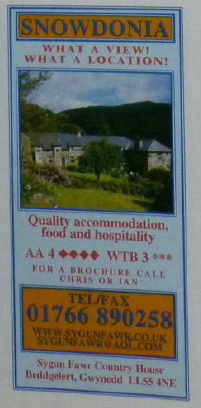 SNOWDONIA
WHAT A VIEW!
WHAT A LOCATION!
Quality accommodation,
food and hospitality
AA 4 ◆◆◆◆ WTB 3 ***
FOR A BROCHURE CALL
CHRIS OR IAN
TEL/FAX
01766 890258
WWW.SYGUNFAWR.CO.UK
SYGUNFAWR@AOL.COM
Sygun Fawr Country House
Beddgelert, Gwynedd LL55 4NE